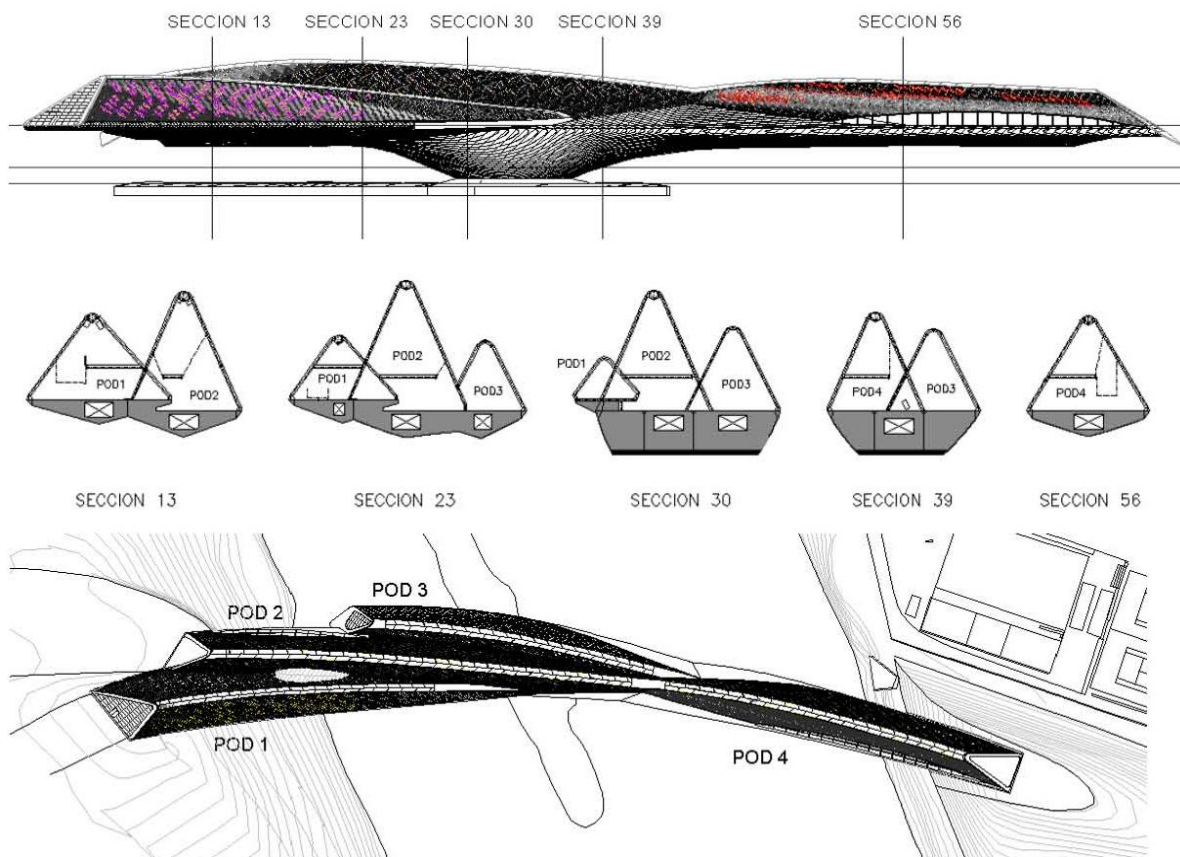 SECCION 13 SECCION 23 SECCION 30 SECCION 39 SECCION 56
POD1 POD2
POD1 POD2 POD3
POD1 POD2 POD3
POD4 POD3
POD4
SECCION 13 SECCION 23 SECCION 30 SECCION 39 SECCION 56
POD 3
POD 2
POD 1
POD 4